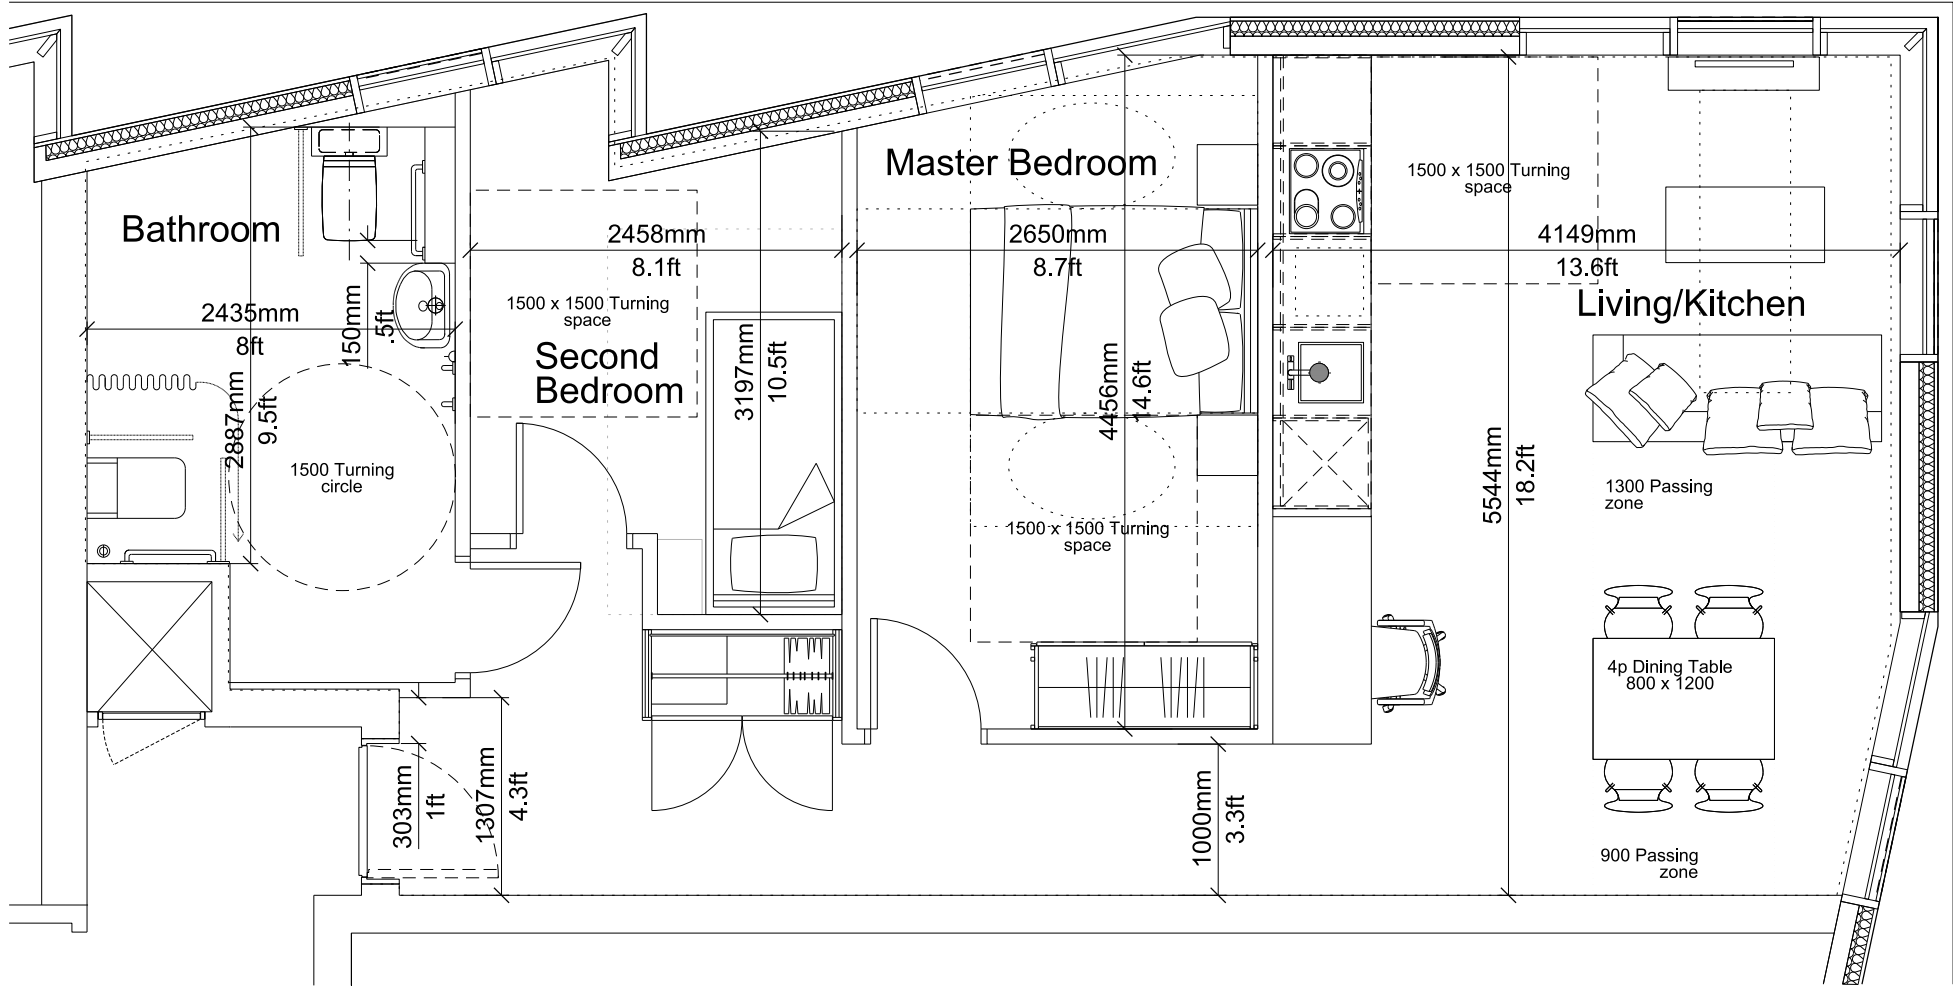 Bathroom
2435mm
8ft
150mm
.5ft
2887mm
9.5ft
1500 Turning
circle
2458mm
8.1ft
1500 x 1500 Turning
space
Second
Bedroom
3197mm
10.5ft
Master Bedroom
2650mm
8.7ft
4456mm
14.6ft
1500 x 1500 Turning
space
1500 x 1500 Turning
space
4149mm
13.6ft
Living/Kitchen
5544mm
18.2ft
1300 Passing
zone
4p Dining Table
800 x 1200
900 Passing
zone
303mm
1ft
1307mm
4.3ft
1000mm
3.3ft